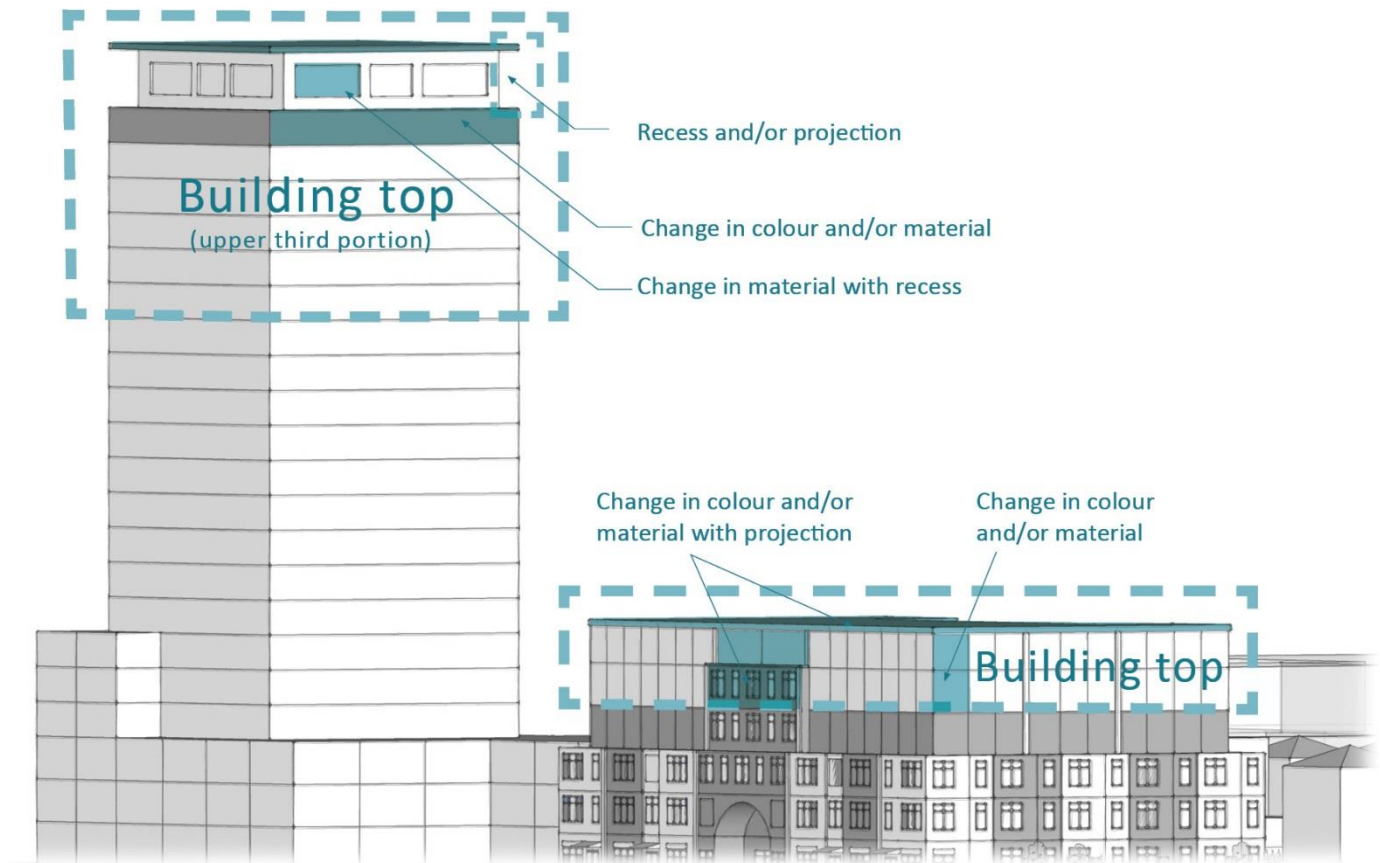 Recess and/or projection
Building top
(upper third portion)
Change in colour and/or material
Change in material with recess
Change in colour and/or
material with projection
Change in colour
and/or material
Building top